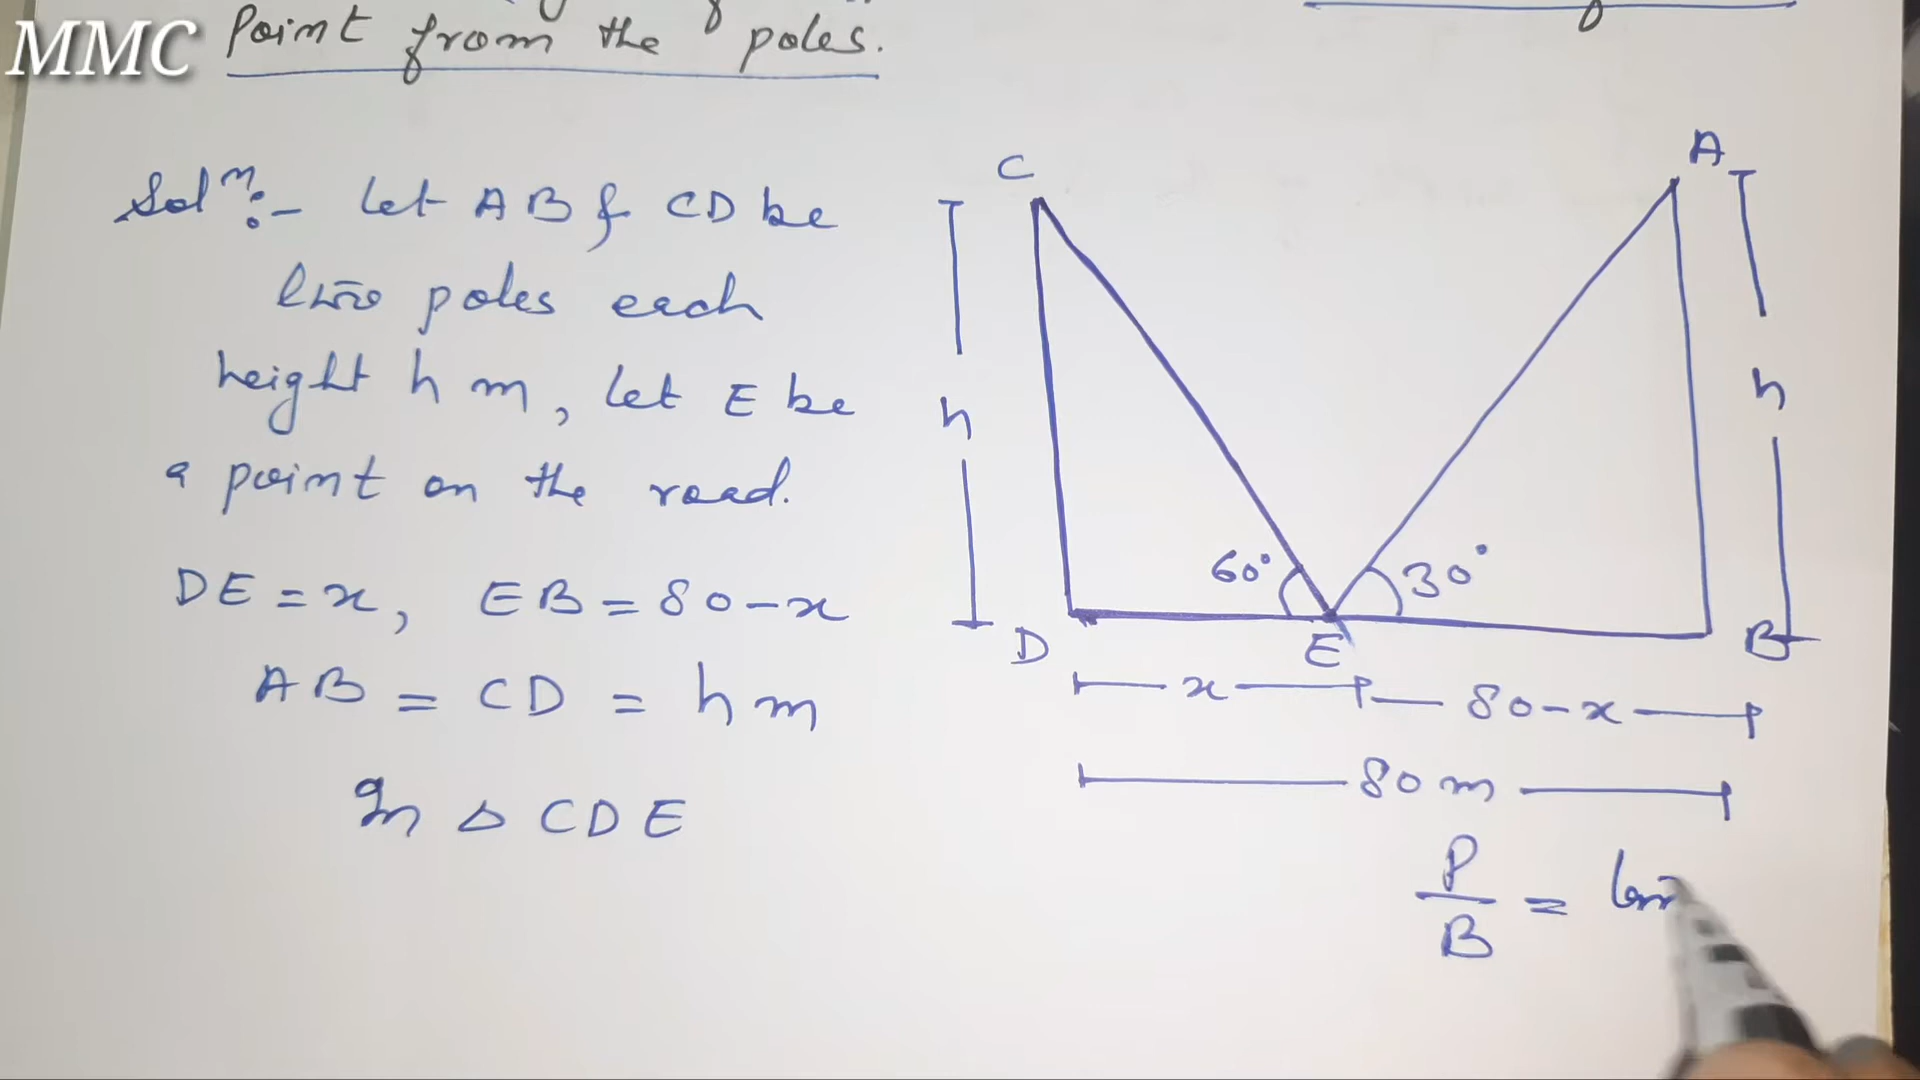 MMC
Point from the poles.
Solⁿ:- Let AB & CD be
two poles each
height h m, Let E be
a point on the road.
DE = x, EB = 80-x
AB = CD = h m
In △ CDE
C
A
h
h
60°
30°
D
E
B
x
80-x
80 m
P/B =